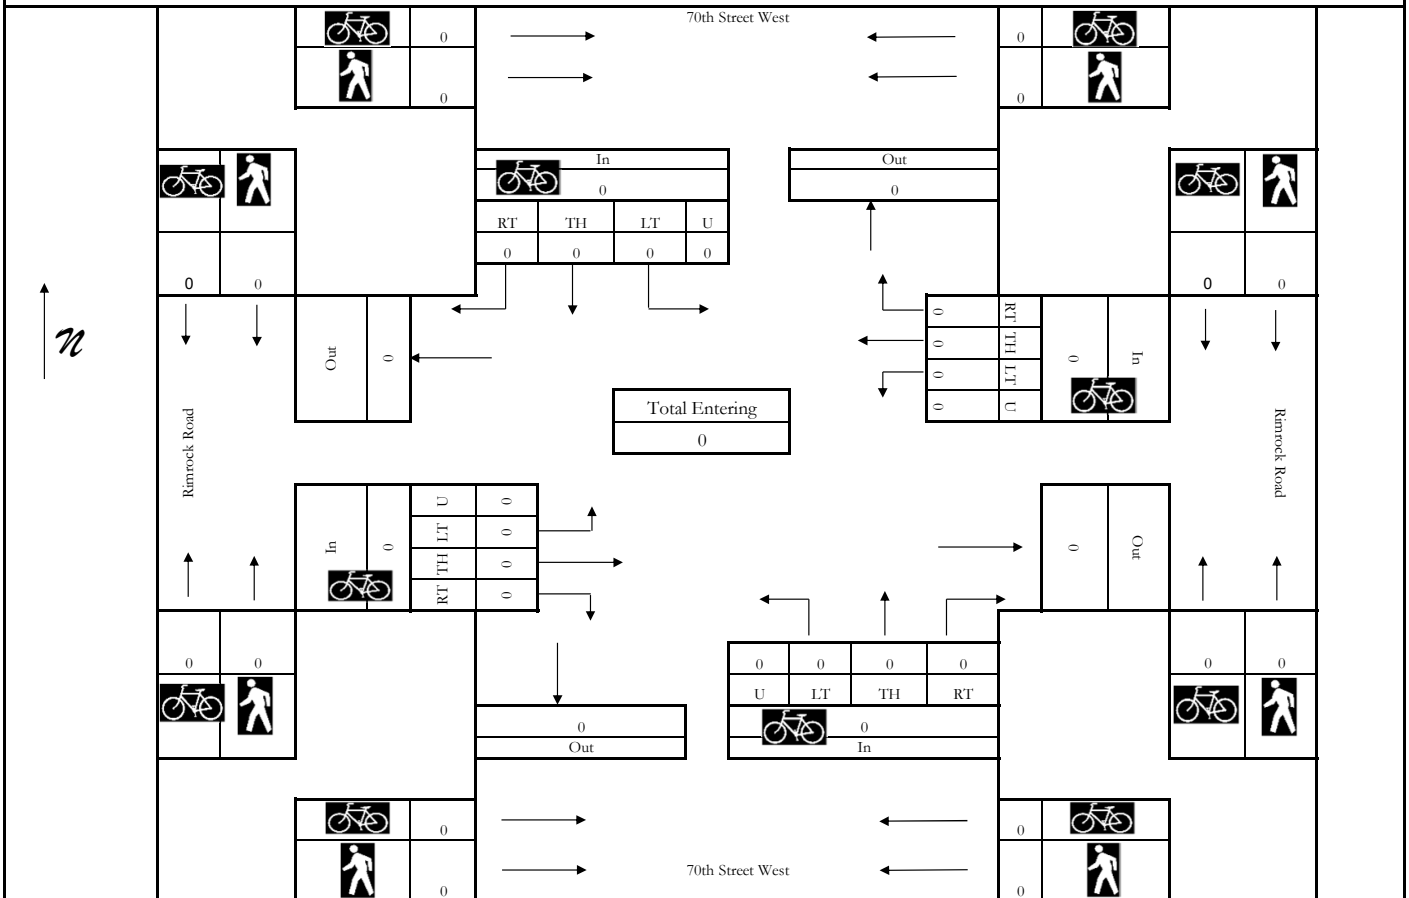 70th Street West
0 0
0 0
In Out
0 0
RT TH LT U
0 0 0 0
0 0 0 0
N
Out 0
0 RT
0 TH
0 LT
0 U
0 In
Total Entering
0
Rimrock Road
Rimrock Road
In 0
U 0
LT 0
TH 0
RT 0
0 Out
0 0 0 0
0 0 0 0
U LT TH RT
0 0
Out In
0 0
70th Street West
0 0